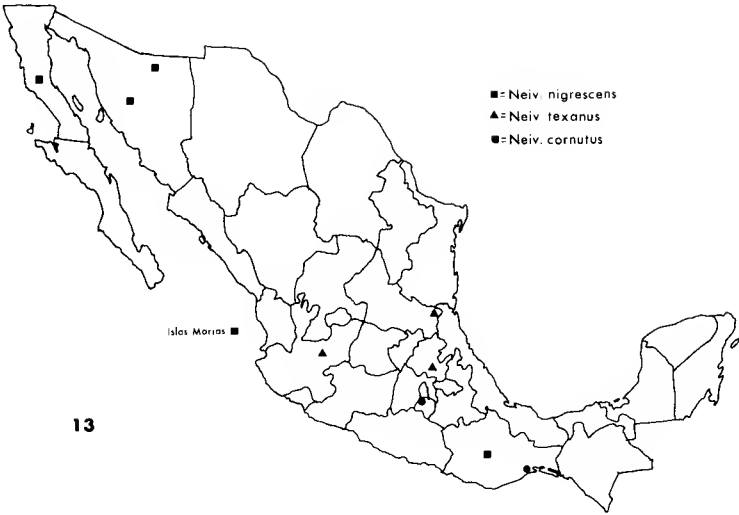 ■=Neiv. nigrescens
▲=Neiv texanus
●=Neiv. cornutus
Islas Marias ■
13